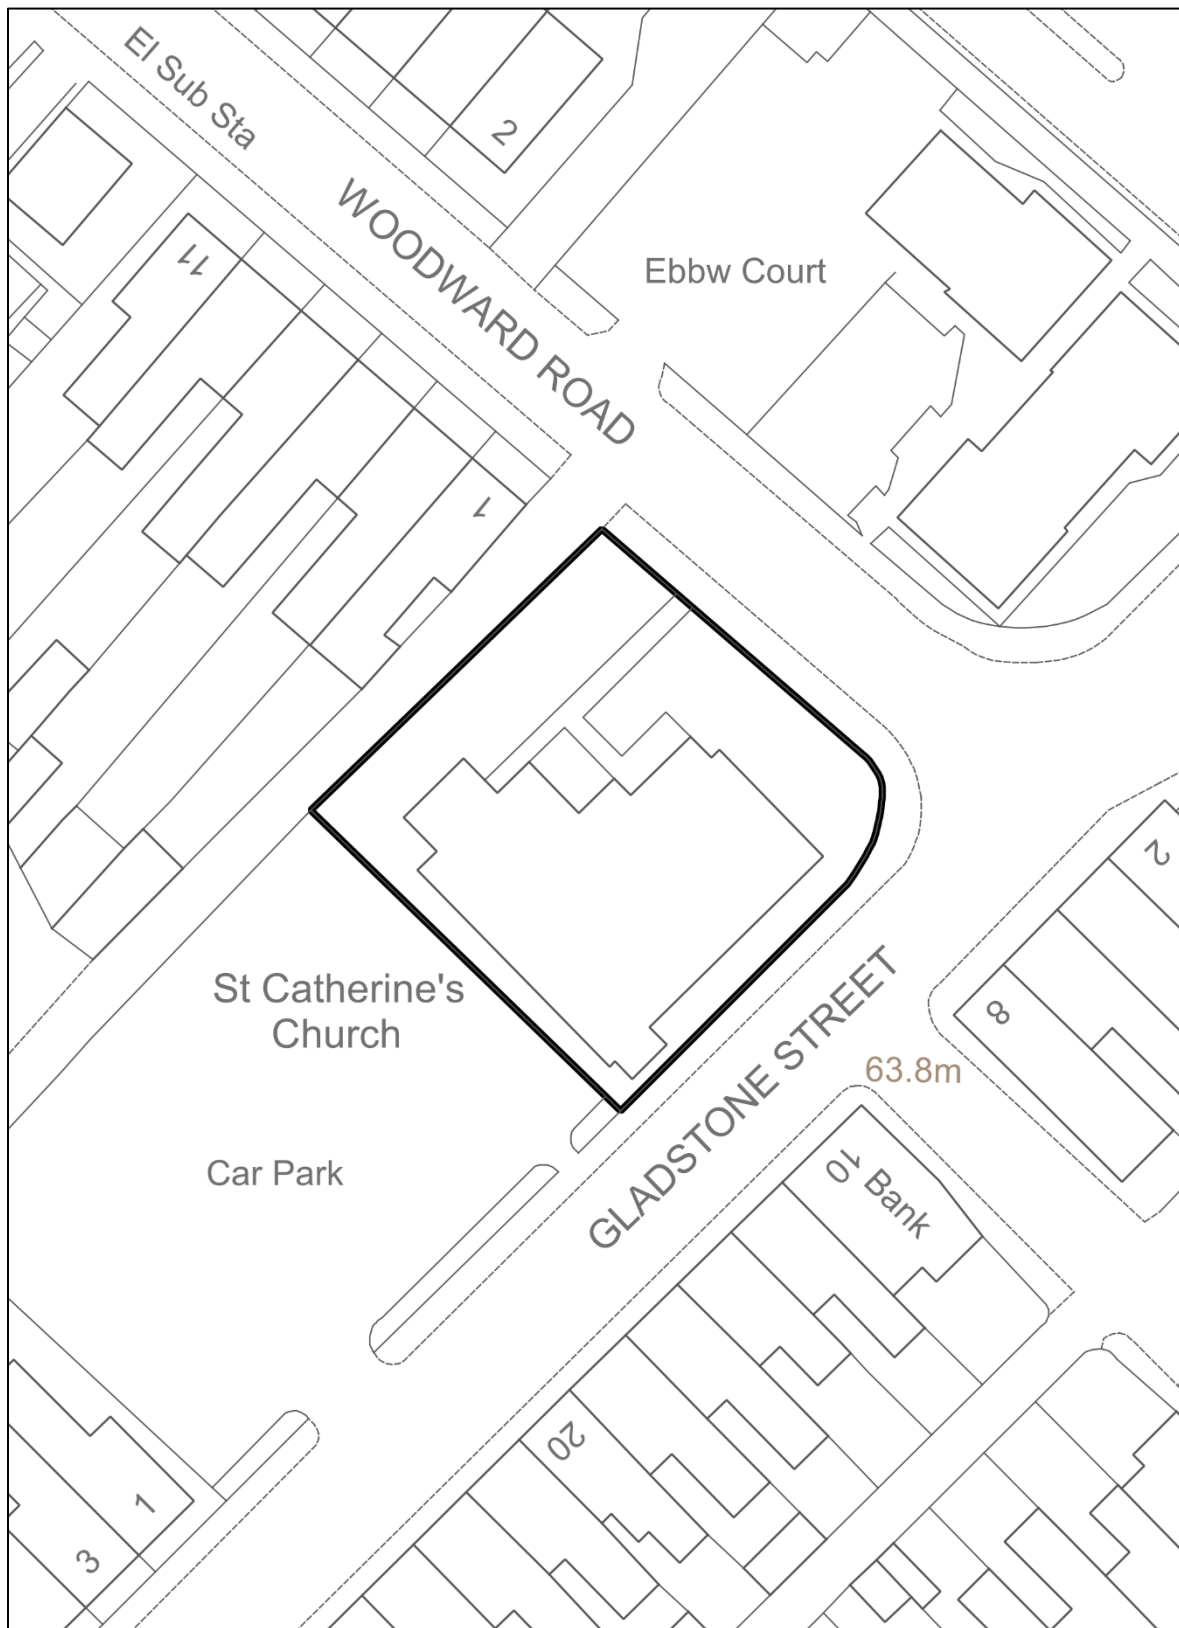 El Sub Sta
2
WOODWARD ROAD
11
Ebbw Court
1
2
St Catherine's
Church
8
GLADSTONE STREET
63.8m
Car Park
10
Bank
20
1
3